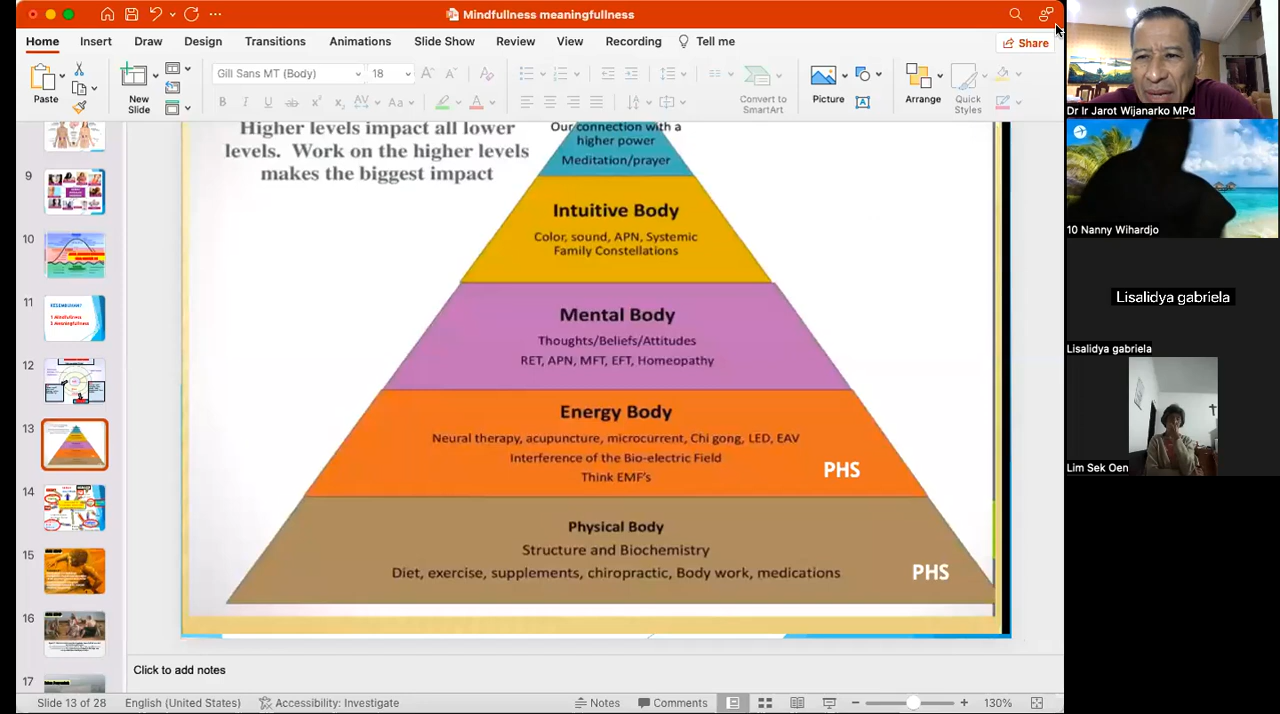 Mindfullness meaningfullness
Home
Insert
Draw
Design
Transitions
Animations
Slide Show
Review
View
Recording
Tell me
Share
Paste
New
Slide
Gill Sans MT (Body)
18
Convert to
SmartArt
Picture
Arrange
Quick
Styles
9
10
11
12
13
14
15
16
17
Higher levels impact all lower
levels. Work on the higher levels
makes the biggest impact
Our connection with a
higher power
Meditation/prayer
Intuitive Body
Color, sound, APN, Systemic
Family Constellations
Mental Body
Thoughts/Beliefs/Attitudes
RET, APN, MFT, EFT, Homeopathy
Energy Body
Neural therapy, acupuncture, microcurrent, Chi gong, LED, EAV
Interference of the Bio-electric Field
Think EMF's
PHS
Physical Body
Structure and Biochemistry
Diet, exercise, supplements, chiropractic, Body work, medications
PHS
Click to add notes
Slide 13 of 28
English (United States)
Accessibility: Investigate
Notes
Comments
130%
Dr Ir Jarot Wijanarko MPd
10 Nanny Wihardjo
Lisalidya gabriela
Lisalidya gabriela
Lim Sek Oen